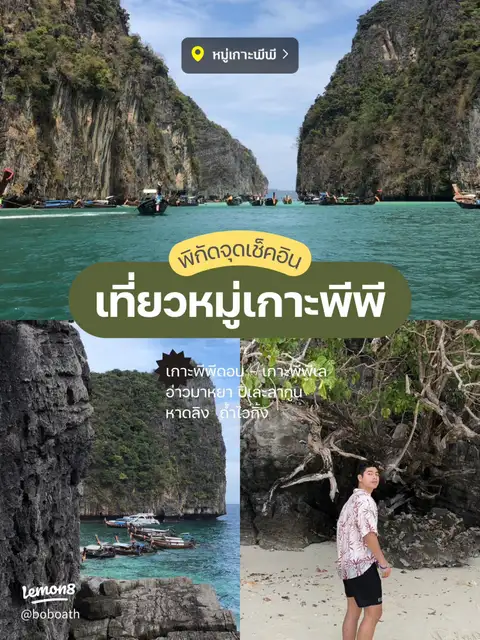 หมู่เกาะพีพี
พิกัดจุดเช็คอิน
เที่ยวหมู่เกาะพีพี
เกาะพีพีดอน - เกาะพีพีเล
อ่าวมาหยา ปิเละลากูน
หาดลิง ถ้ำไวกิ้ง
lemon8
@boboath